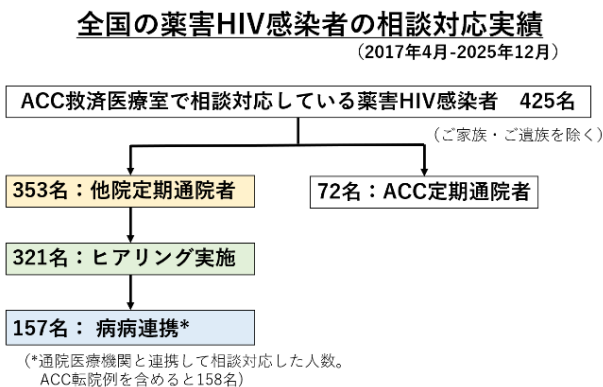 全国の薬害HIV感染者の相談対応実績
（2017年4月-2025年12月）
ACC救済医療室で相談対応している薬害HIV感染者　425名
（ご家族・ご遺族を除く）
353名：他院定期通院者
72名：ACC定期通院者
321名：ヒアリング実施
157名： 病病連携*
（*通院医療機関と連携して相談対応した人数。
ACC転院例を含めると158名）